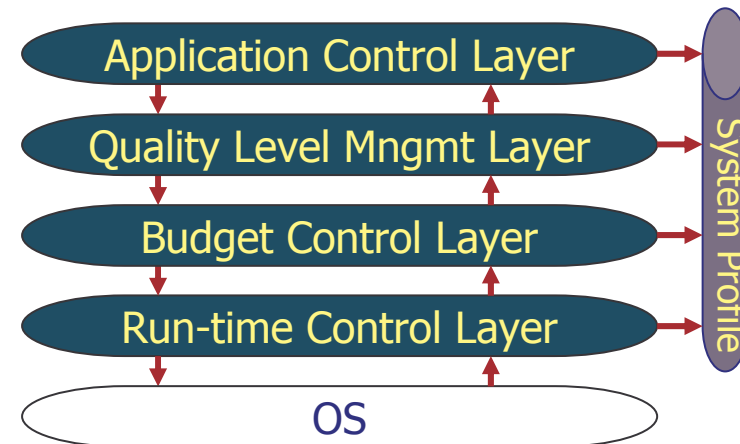 Application Control Layer
Quality Level Mngmt Layer
Budget Control Layer
Run-time Control Layer
OS
System Profile